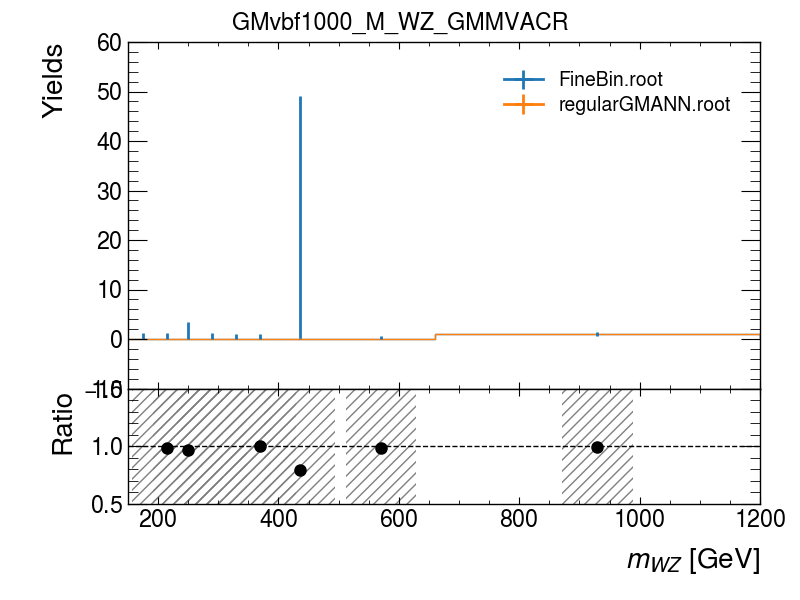 GMvbf1000_M_WZ_GMMVACR
Yields
60
50
40
30
20
10
0
FineBin.root
regularGMANN.root
Ratio
1.0
0.5
200 400 600 800 1000 1200
m_WZ [GeV]